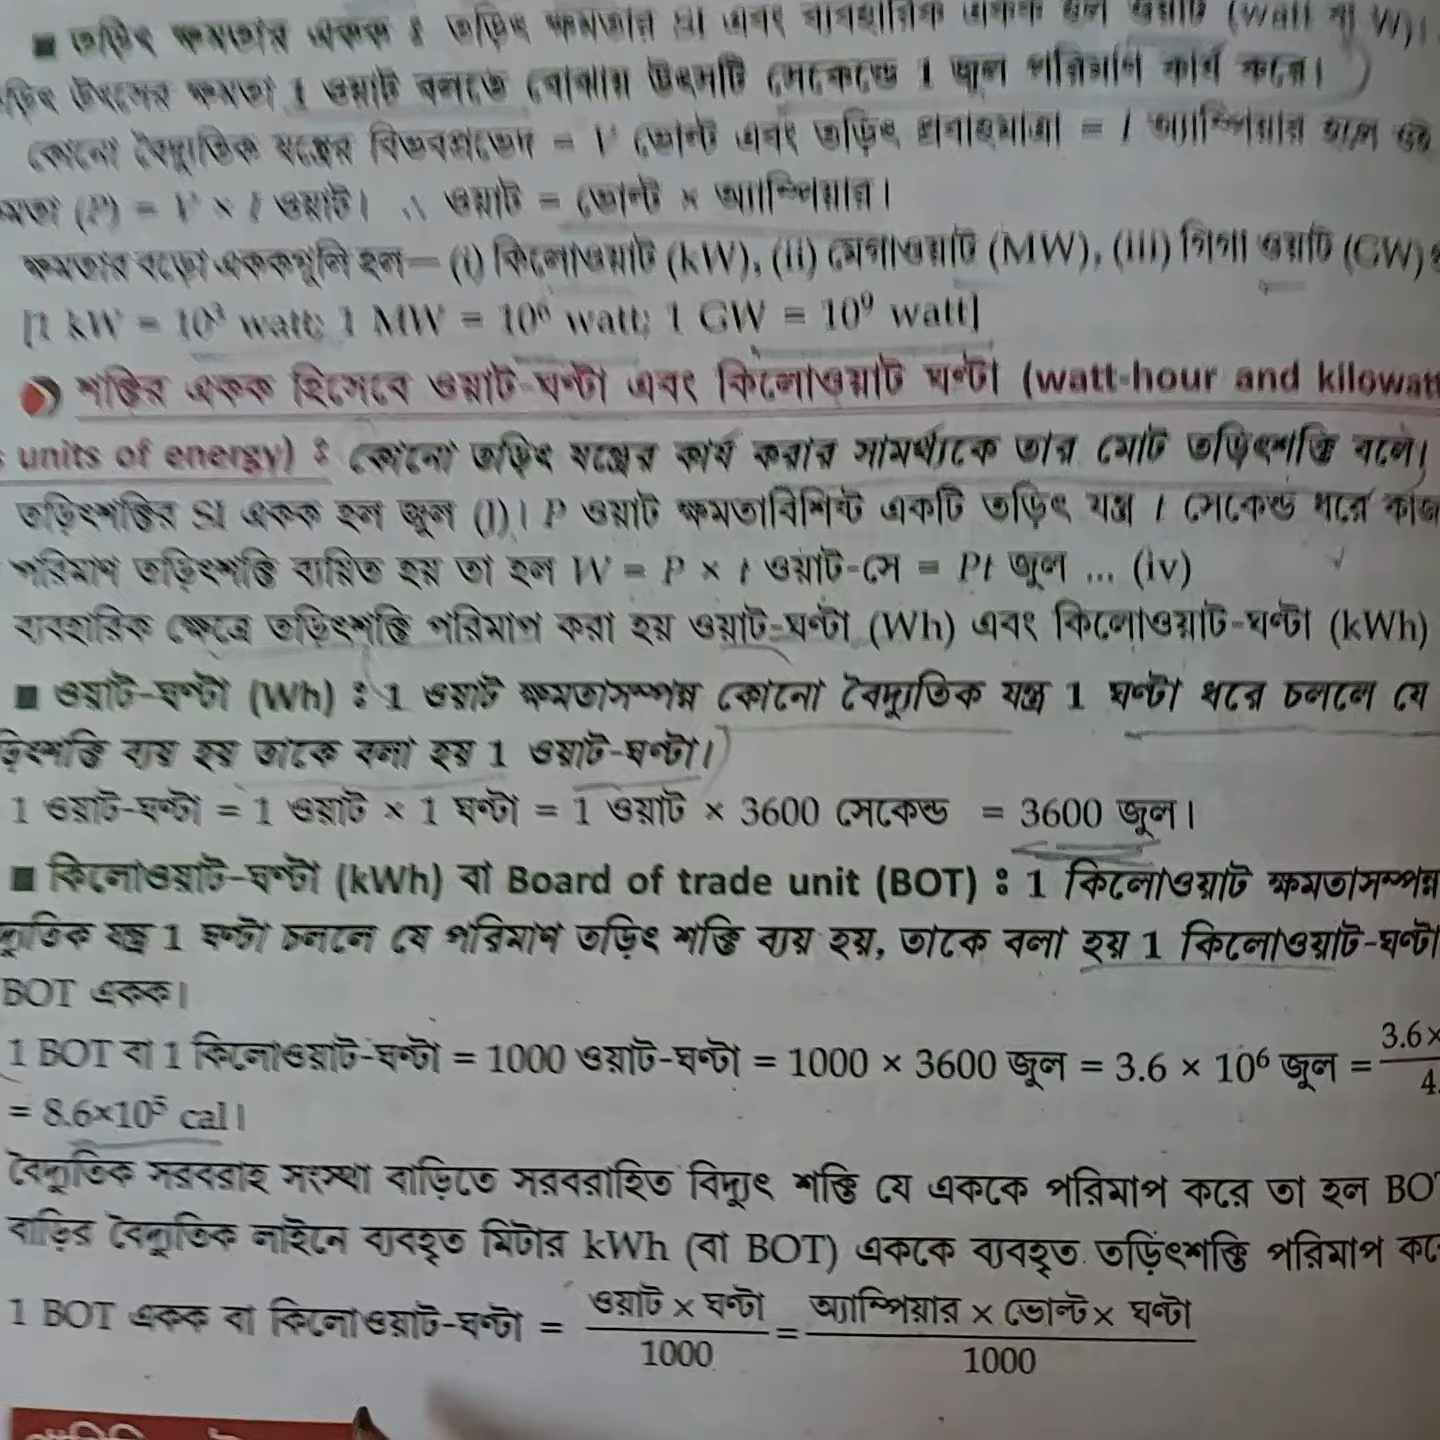 ■ তড়িৎ ক্ষমতার একক : তড়িৎ ক্ষমতার SI এবং ব্যবহারিক একক হল ওয়াট (Watt বা W)।
ড়িৎ উৎসের ক্ষমতা 1 ওয়াট বলতে বোঝায় উৎসটি সেকেন্ডে 1 জুল পরিমাণ কার্য করে।
কোনো বৈদ্যুতিক যন্ত্রের বিভবপ্রভেদ = V ভোল্ট এবং তড়িৎ প্রবাহমাত্রা = I অ্যাম্পিয়ার হলে
মতা (P) = V × I ওয়াট। ∴ ওয়াট = ভোল্ট × অ্যাম্পিয়ার।
ক্ষমতার বড়ো এককগুলি হল— (i) কিলোওয়াট (kW), (ii) মেগাওয়াট (MW), (iii) গিগা ওয়াট (GW)
[1 kW = 10³ watt; 1 MW = 10⁶ watt; 1 GW = 10⁹ watt]
শক্তির একক হিসেবে ওয়াট-ঘণ্টা এবং কিলোওয়াট ঘণ্টা (watt-hour and kilowatt
units of energy) : কোনো তড়িৎ যন্ত্রের কার্য করার সামর্থ্যকে তার মোট তড়িৎশক্তি বলে।
তড়িৎশক্তির SI একক হল জুল (J)। P ওয়াট ক্ষমতাবিশিষ্ট একটি তড়িৎ যন্ত্র t সেকেন্ড ধরে কাজ
পরিমাণ তড়িৎশক্তি ব্যয়িত হয় তা হল W = P × t ওয়াট-সে = Pt জুল ... (iv)
ব্যবহারিক ক্ষেত্রে তড়িৎশক্তি পরিমাপ করা হয় ওয়াট-ঘণ্টা (Wh) এবং কিলোওয়াট-ঘণ্টা (kWh)
■ ওয়াট-ঘণ্টা (Wh) : 1 ওয়াট ক্ষমতাসম্পন্ন কোনো বৈদ্যুতিক যন্ত্র 1 ঘণ্টা ধরে চললে যে
ড়িৎশক্তি ব্যয় হয় তাকে বলা হয় 1 ওয়াট-ঘণ্টা।
1 ওয়াট-ঘণ্টা = 1 ওয়াট × 1 ঘণ্টা = 1 ওয়াট × 3600 সেকেন্ড = 3600 জুল।
■ কিলোওয়াট-ঘণ্টা (kWh) বা Board of trade unit (BOT) : 1 কিলোওয়াট ক্ষমতাসম্পন্ন
দ্যুতিক যন্ত্র 1 ঘণ্টা চললে যে পরিমাণ তড়িৎ শক্তি ব্যয় হয়, তাকে বলা হয় 1 কিলোওয়াট-ঘণ্টা
BOT একক।
1 BOT বা 1 কিলোওয়াট-ঘণ্টা = 1000 ওয়াট-ঘণ্টা = 1000 × 3600 জুল = 3.6 × 10⁶ জুল = 3.6× / 4.
= 8.6×10⁵ cal।
বৈদ্যুতিক সরবরাহ সংস্থা বাড়িতে সরবরাহিত বিদ্যুৎ শক্তি যে এককে পরিমাপ করে তা হল BOT
বাড়ির বৈদ্যুতিক লাইনে ব্যবহৃত মিটার kWh (বা BOT) এককে ব্যবহৃত তড়িৎশক্তি পরিমাপ
1 BOT একক বা কিলোওয়াট-ঘণ্টা = ওয়াট × ঘণ্টা / 1000 = অ্যাম্পিয়ার × ভোল্ট × ঘণ্টা / 1000